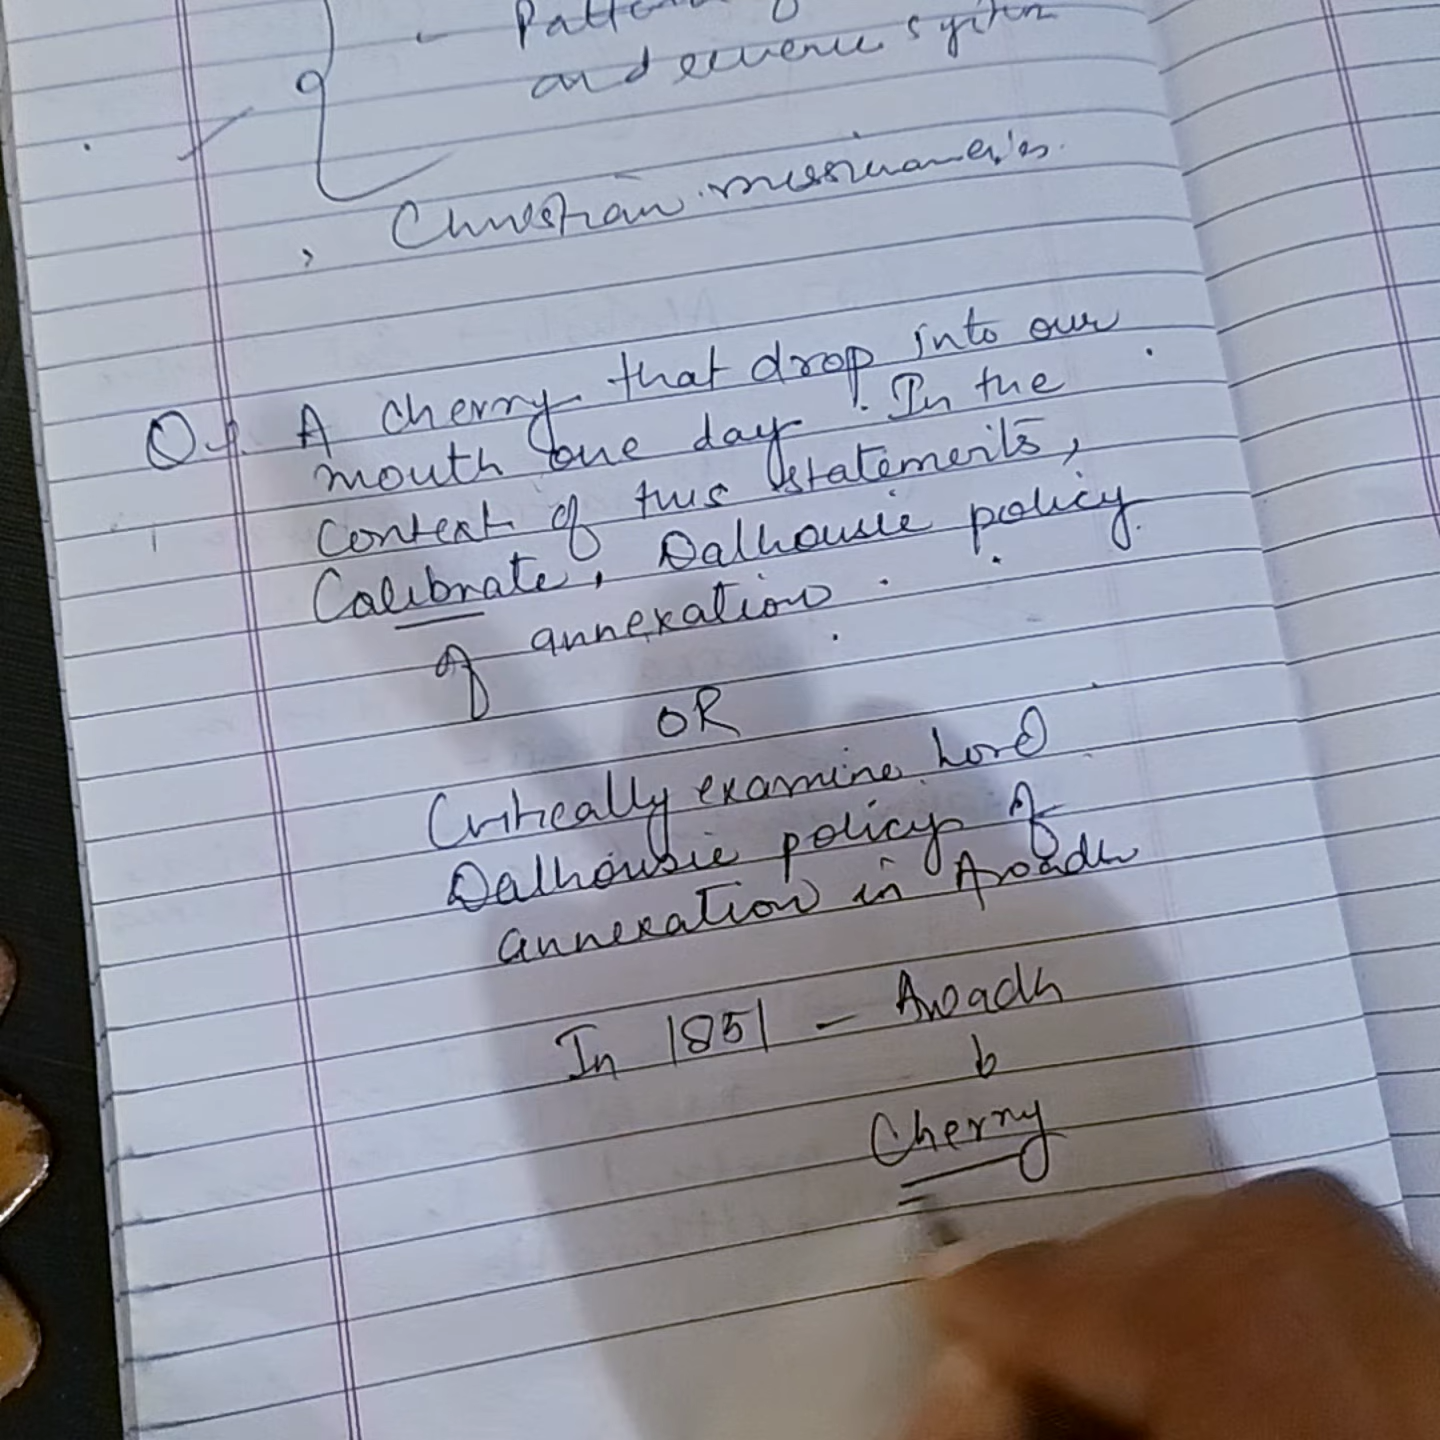 and revenue system
Christian missionaries.
Q. A cherry that drop into our
mouth one day. In the
context of this statements,
Calibrate, Dalhousie policy
of annexation.
OR
Critically examine Lord
Dalhousie policy of
annexation in Awadh
In 1851 – Awadh
Cherry